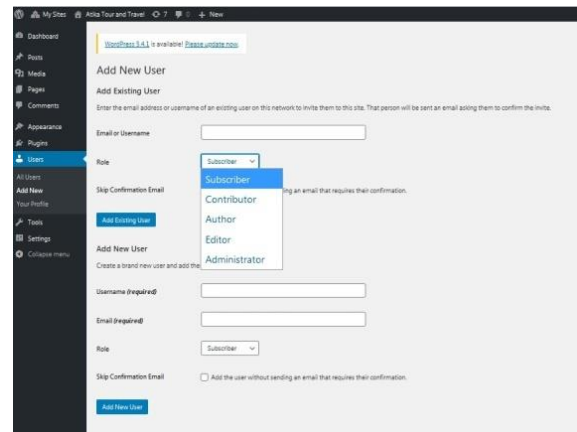 My Sites Atika Tour and Travel 7 0 + New
Dashboard
WordPress 5.4.1 is available! Please update now.
Posts
Media
Pages
Comments
Appearance
Plugins
Users
All Users
Add New
Your Profile
Tools
Settings
Collapse menu
Add New User
Add Existing User
Enter the email address or username of an existing user on this network to invite them to this site. That person will be sent an email asking them to confirm the invite.
Email or Username
Role Subscriber
Subscriber
Contributor
Author
Editor
Administrator
Skip Confirmation Email ing an email that requires their confirmation.
Add Existing User
Add New User
Create a brand new user and add the
Username (required)
Email (required)
Role Subscriber
Skip Confirmation Email Add the user without sending an email that requires their confirmation.
Add New User